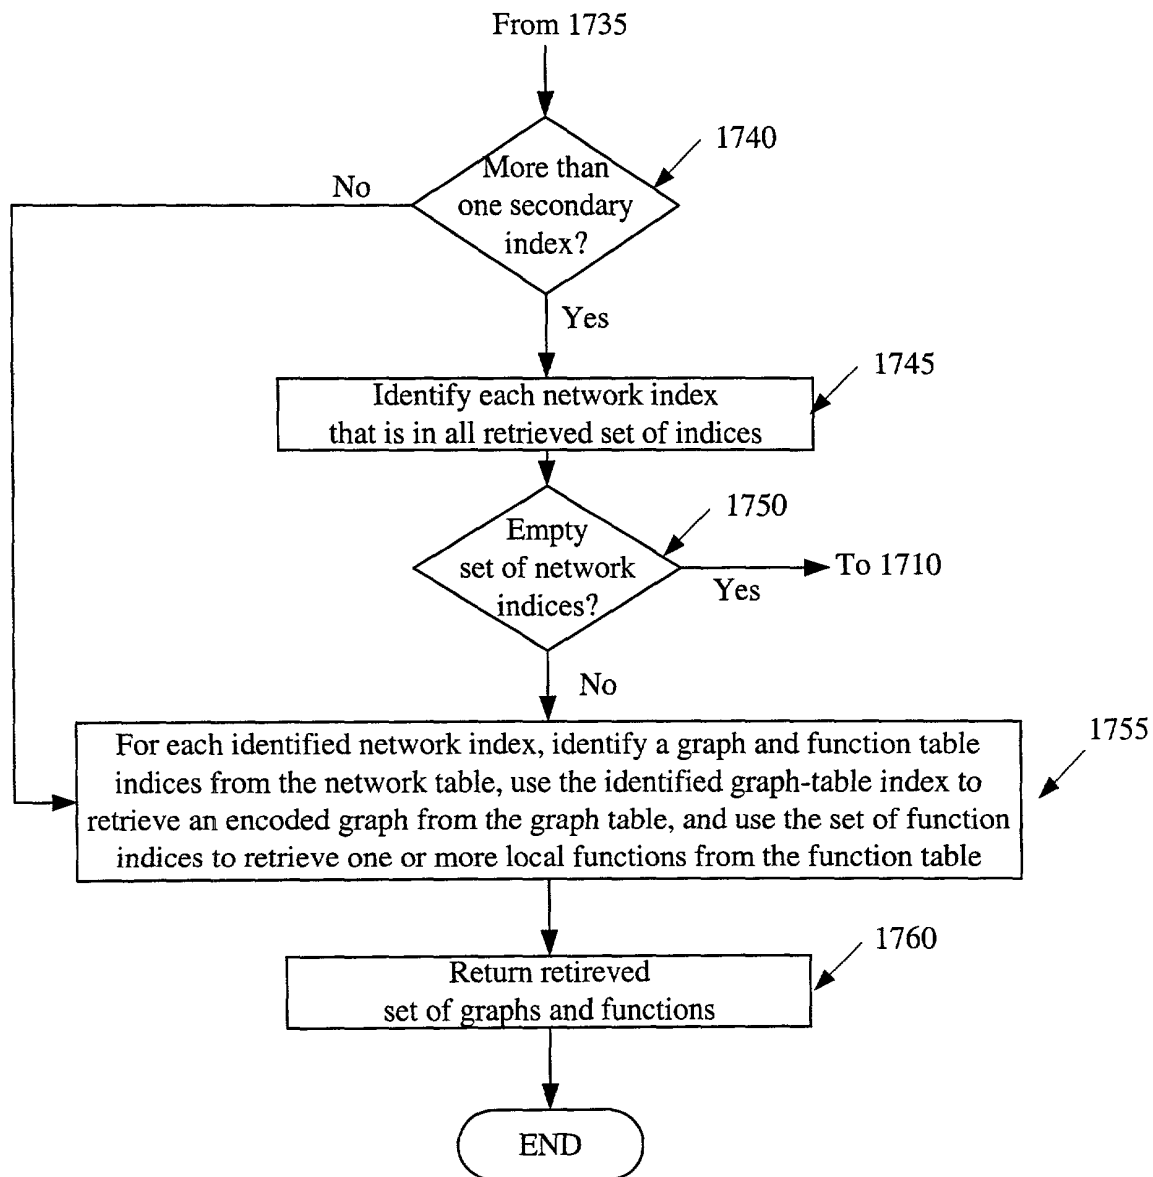 From 1735
1740
More than
one secondary
index?
No
Yes
1745
Identify each network index
that is in all retrieved set of indices
1750
Empty
set of network
indices?
To 1710
Yes
No
1755
For each identified network index, identify a graph and function table
indices from the network table, use the identified graph-table index to
retrieve an encoded graph from the graph table, and use the set of function
indices to retrieve one or more local functions from the function table
1760
Return retireved
set of graphs and functions
END